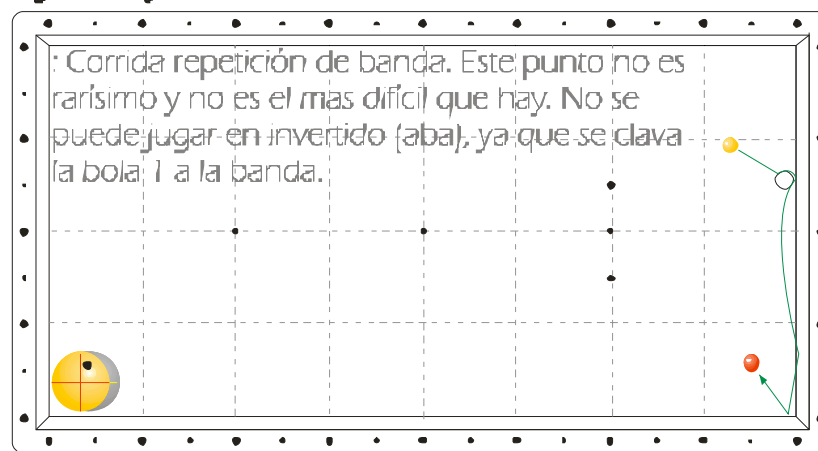 : Corrida repetición de banda. Este punto no es
rarísimo y no es el mas difícil que hay. No se
puede jugar en invertido (aba), ya que se clava
la bola 1 a la banda.